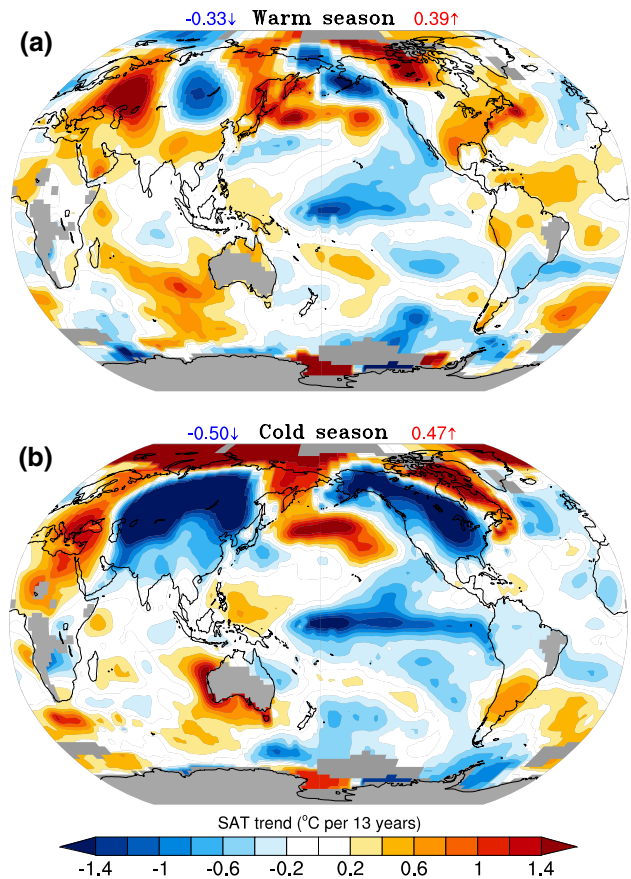 -0.33↓ Warm season 0.39↑
(a)
-0.50↓ Cold season 0.47↑
(b)
SAT trend (°C per 13 years)
-1.4 -1 -0.6 -0.2 0.2 0.6 1 1.4